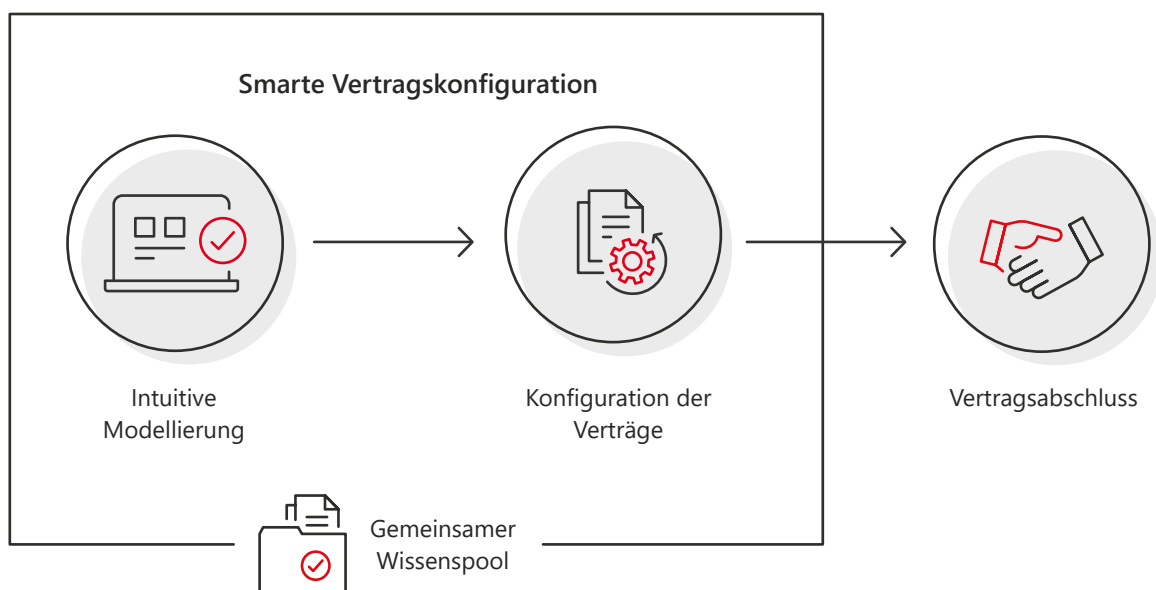 Smarte Vertragskonfiguration
Intuitive
Modellierung
Konfiguration der
Verträge
Vertragsabschluss
Gemeinsamer
Wissenspool